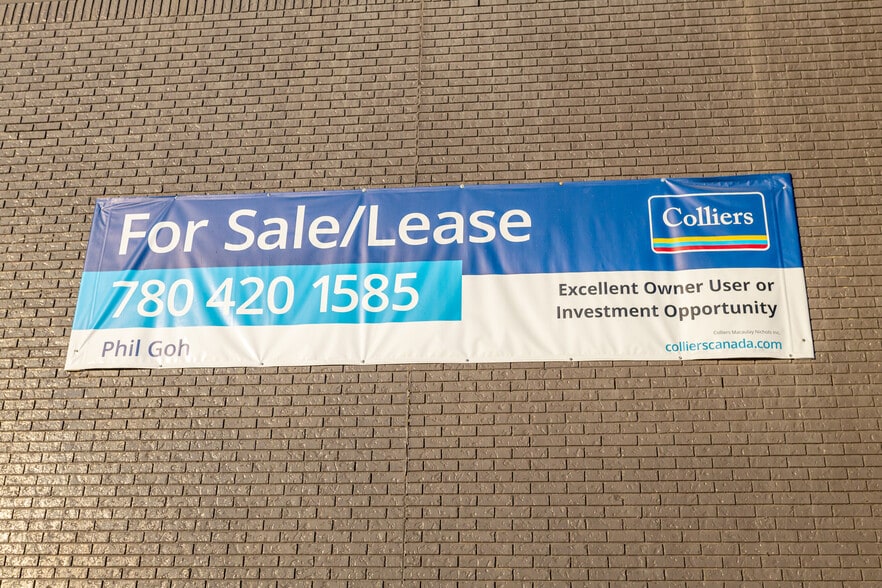 For Sale/Lease
Colliers
780 420 1585
Excellent Owner User or
Investment Opportunity
Phil Goh
Colliers Macaulay Nicolls Inc.
collierscanada.com